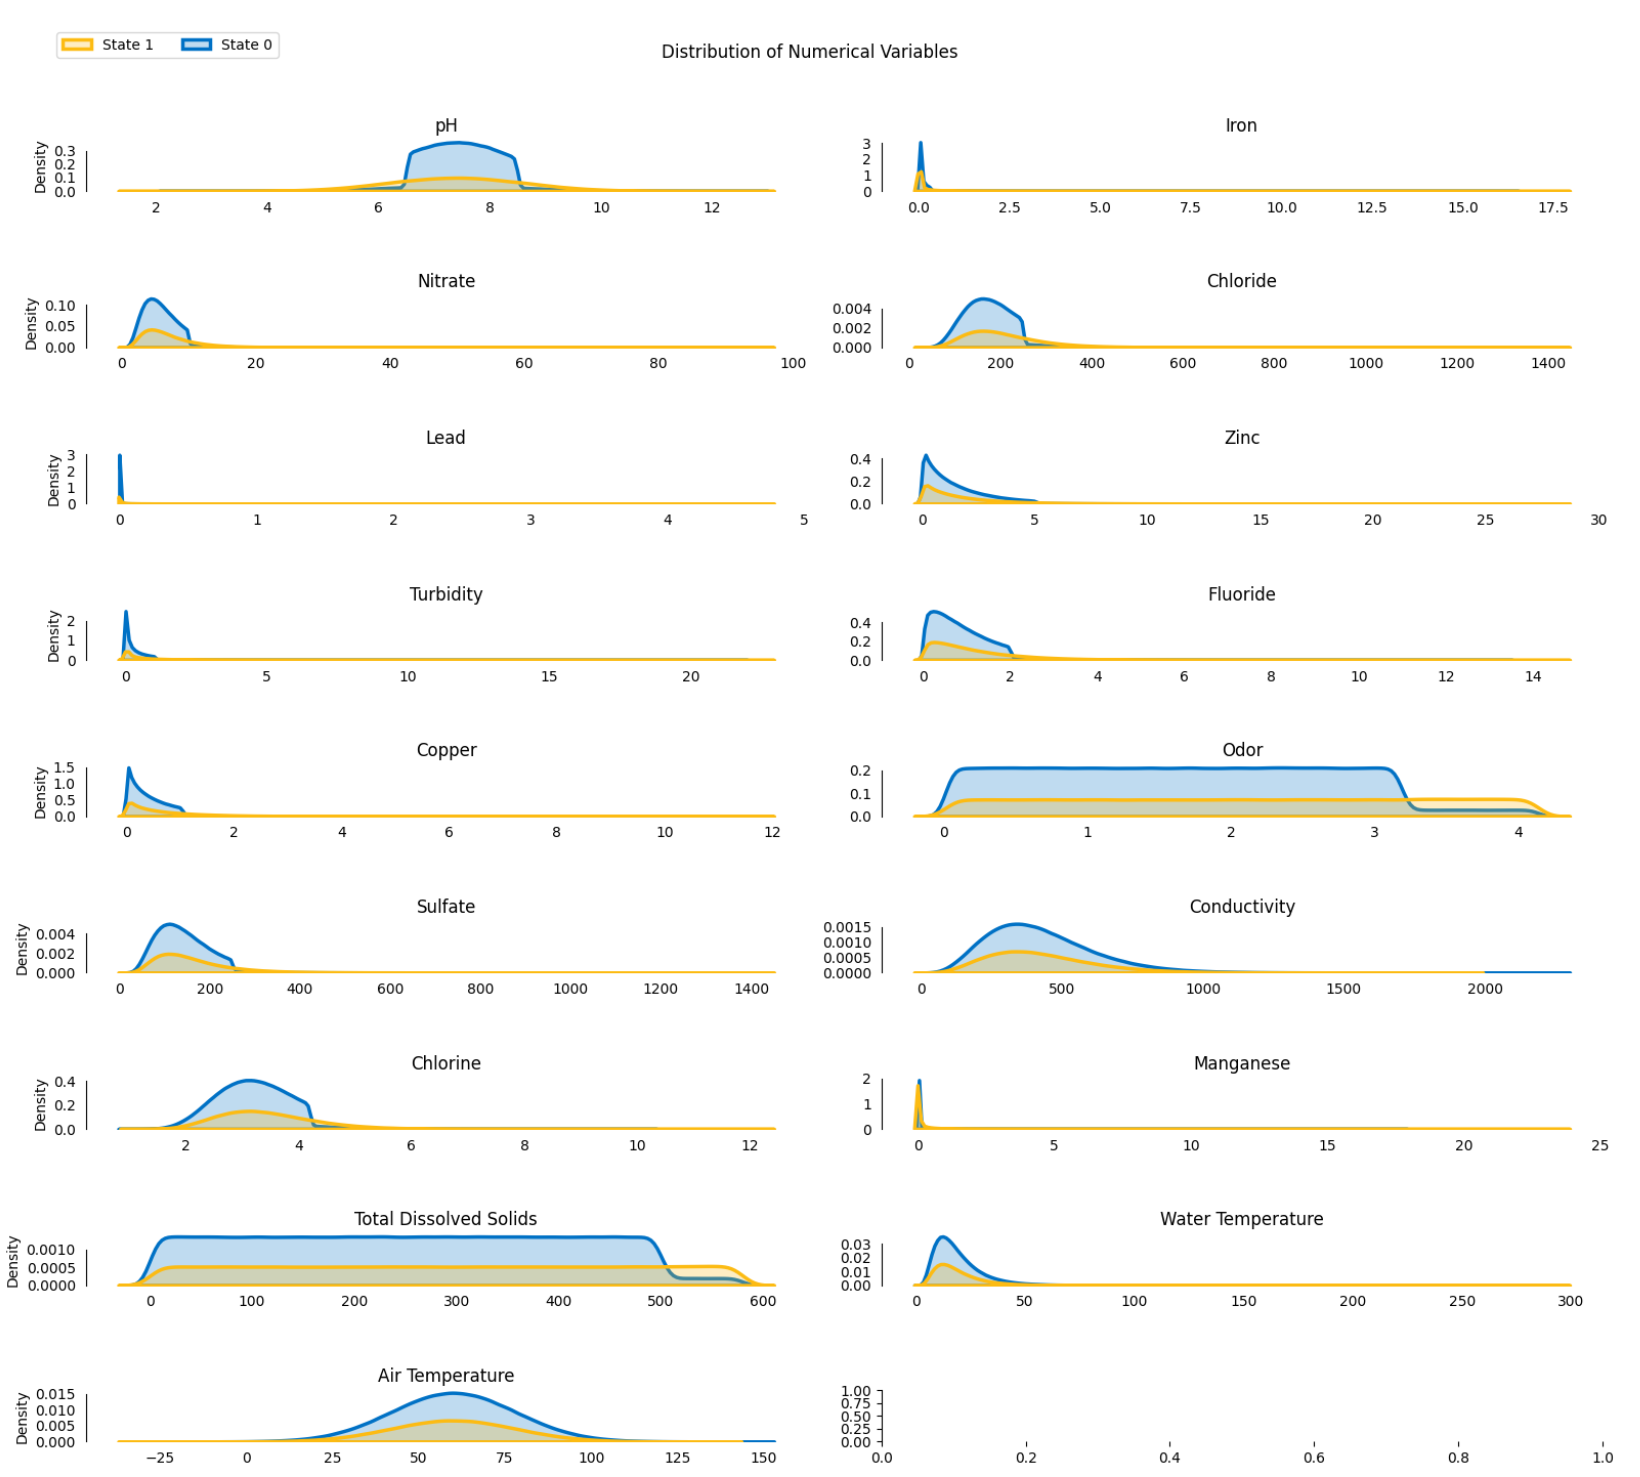 State 1 State 0
Distribution of Numerical Variables
pH
Density
0.3
0.2
0.1
0.0
2 4 6 8 10 12
Iron
3
2
1
0
0.0 2.5 5.0 7.5 10.0 12.5 15.0 17.5
Nitrate
Density
0.10
0.05
0.00
0 20 40 60 80 100
Chloride
0.004
0.002
0.000
0 200 400 600 800 1000 1200 1400
Lead
Density
3
2
1
0
0 1 2 3 4 5
Zinc
0.4
0.2
0.0
0 5 10 15 20 25 30
Turbidity
Density
2
1
0
0 5 10 15 20
Fluoride
0.4
0.2
0.0
0 2 4 6 8 10 12 14
Copper
Density
1.5
1.0
0.5
0.0
0 2 4 6 8 10 12
Odor
0.2
0.1
0.0
0 1 2 3 4
Sulfate
Density
0.004
0.002
0.000
0 200 400 600 800 1000 1200 1400
Conductivity
0.0015
0.0010
0.0005
0.0000
0 500 1000 1500 2000
Chlorine
Density
0.4
0.2
0.0
2 4 6 8 10 12
Manganese
2
1
0
0 5 10 15 20 25
Total Dissolved Solids
Density
0.0010
0.0005
0.0000
0 100 200 300 400 500 600
Water Temperature
0.03
0.02
0.01
0.00
0 50 100 150 200 250 300
Air Temperature
Density
0.015
0.010
0.005
0.000
−25 0 25 50 75 100 125 150
1.00
0.75
0.50
0.25
0.00
0.0 0.2 0.4 0.6 0.8 1.0